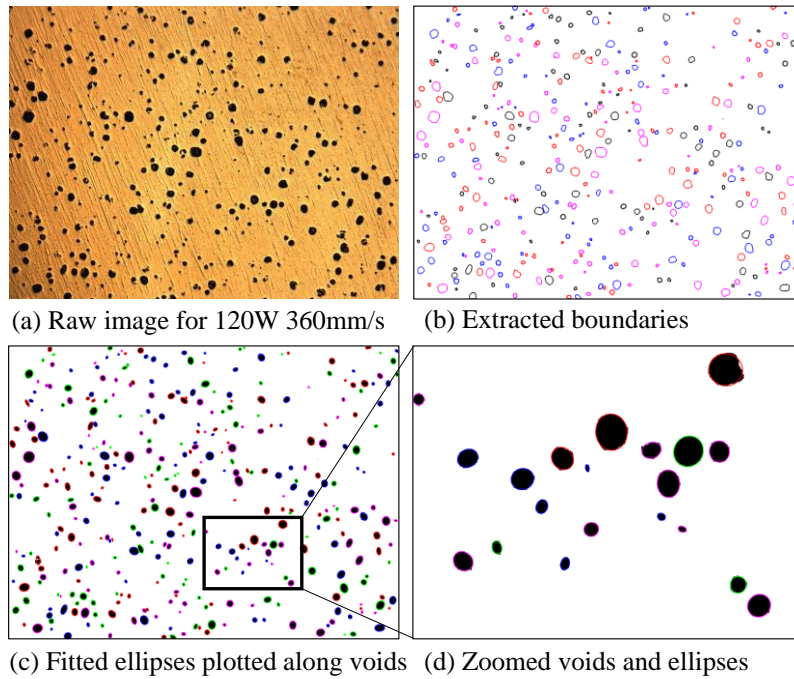 (a) Raw image for 120W 360mm/s
(b) Extracted boundaries
(c) Fitted ellipses plotted along voids
(d) Zoomed voids and ellipses